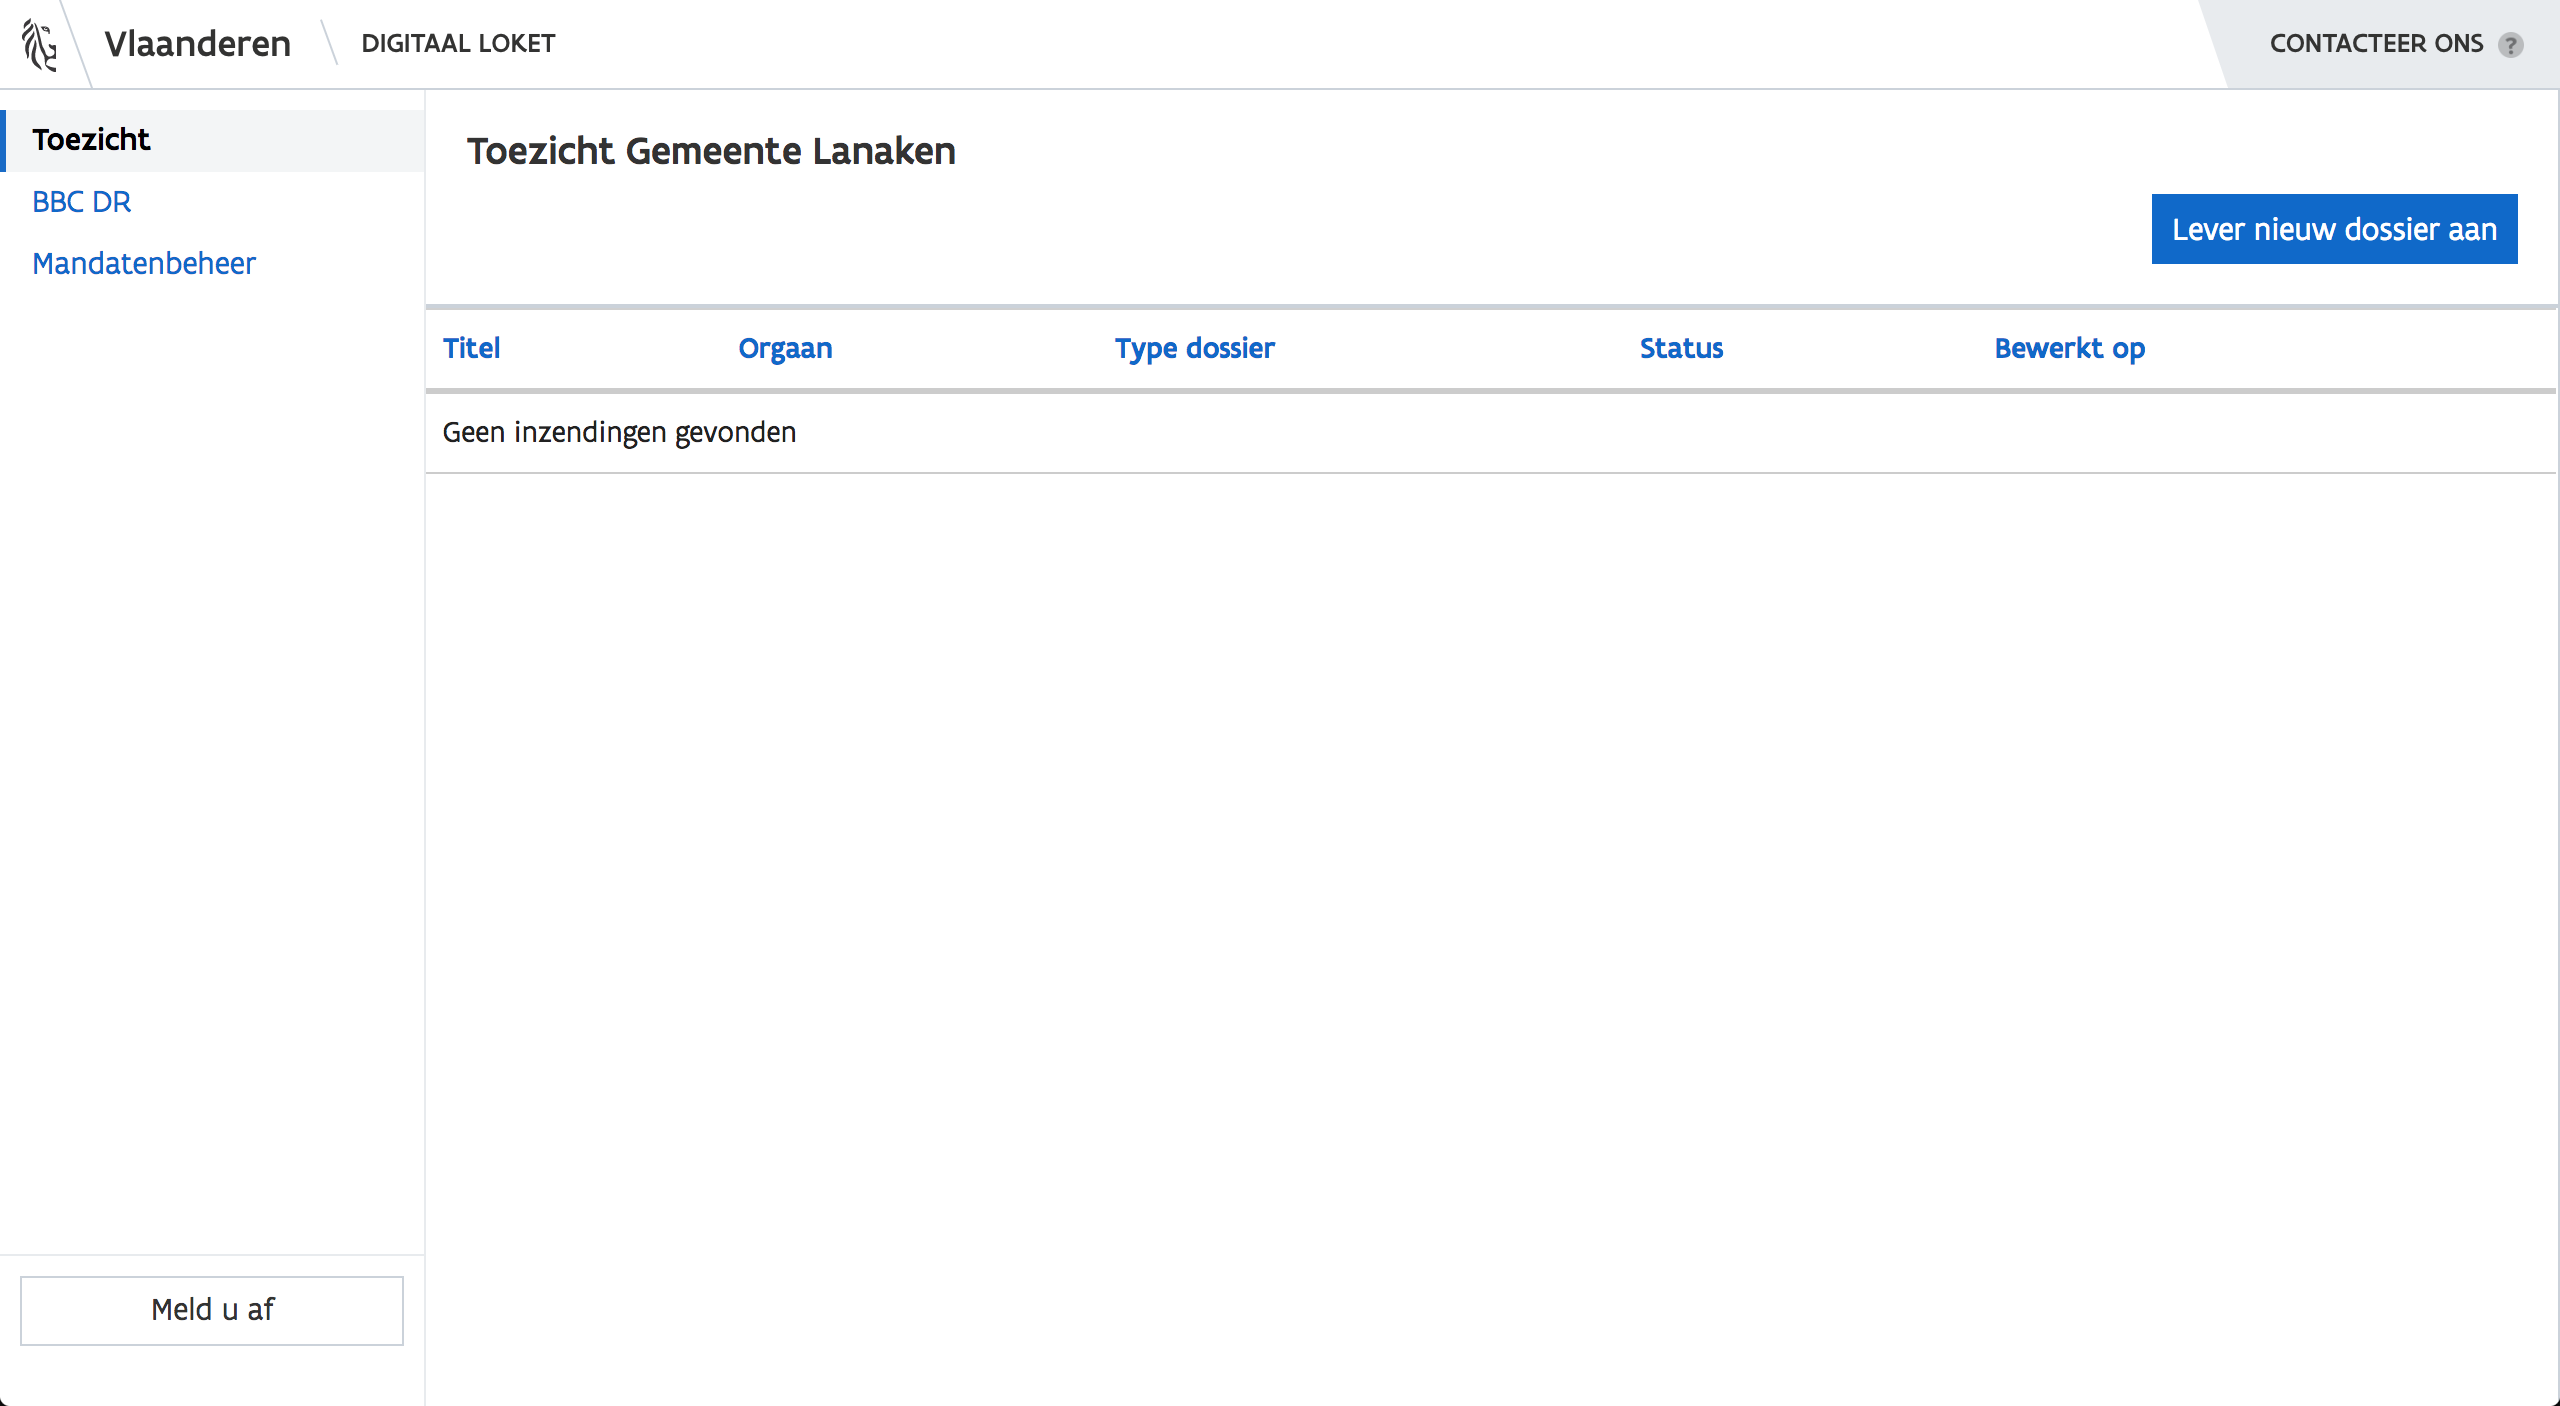 Vlaanderen DIGITAAL LOKET CONTACTEER ONS ?
Toezicht
BBC DR
Mandatenbeheer
Toezicht Gemeente Lanaken
Lever nieuw dossier aan
Titel Orgaan Type dossier Status Bewerkt op
Geen inzendingen gevonden
Meld u af